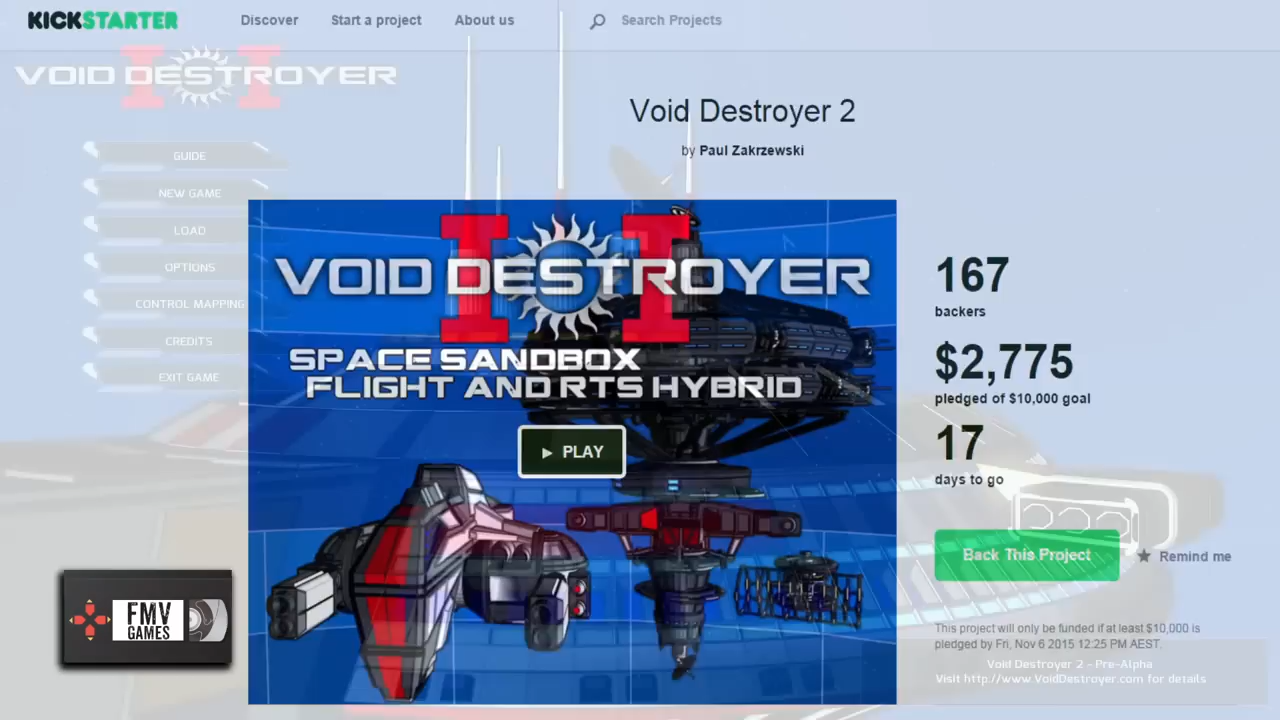 KICKSTARTER
Discover
Start a project
About us
Search Projects
VOID DESTROYER
II
Void Destroyer 2
by Paul Zakrzewski
GUIDE
NEW GAME
LOAD
OPTIONS
CONTROL MAPPING
CREDITS
EXIT GAME
VOID DESTROYER
II
SPACE SANDBOX
FLIGHT AND RTS HYBRID
PLAY
167
backers
$2,775
pledged of $10,000 goal
17
days to go
Back This Project
Remind me
This project will only be funded if at least $10,000 is
pledged by Fri, Nov 6 2015 12:25 PM AEST.
Void Destroyer 2 - Pre-Alpha
Visit http://www.VoidDestroyer.com for details
FMV
GAMES